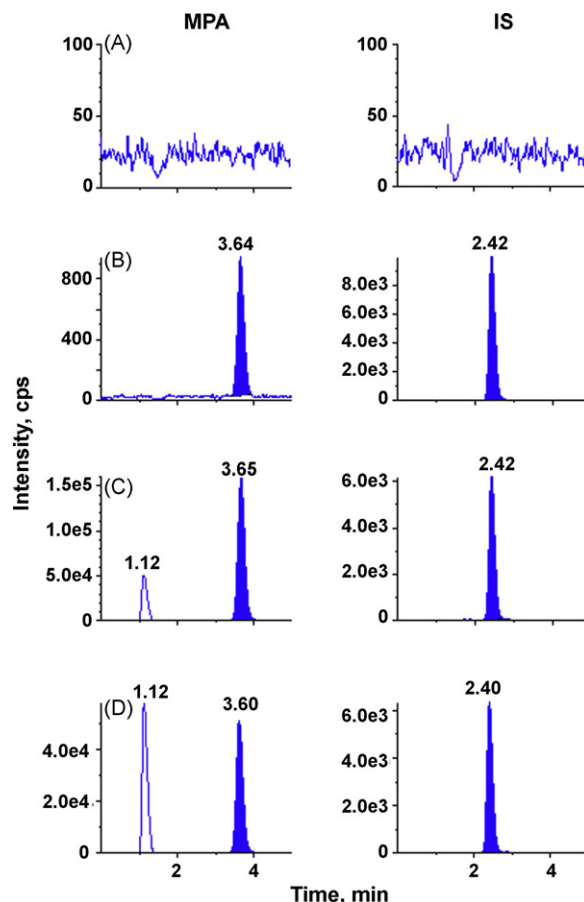 MPA IS
(A)
100 100
50 50
0 0
(B)
3.64 2.42
800 8.0e3
6.0e3
400 4.0e3
2.0e3
0 0
Intensity, cps
(C)
3.65 2.42
1.5e5 6.0e3
1.0e5 4.0e3
1.12
5.0e4 2.0e3
0 0
(D)
1.12 3.60 2.40
6.0e3
4.0e4 4.0e3
2.0e4 2.0e3
0 0
2 4 2 4
Time, min